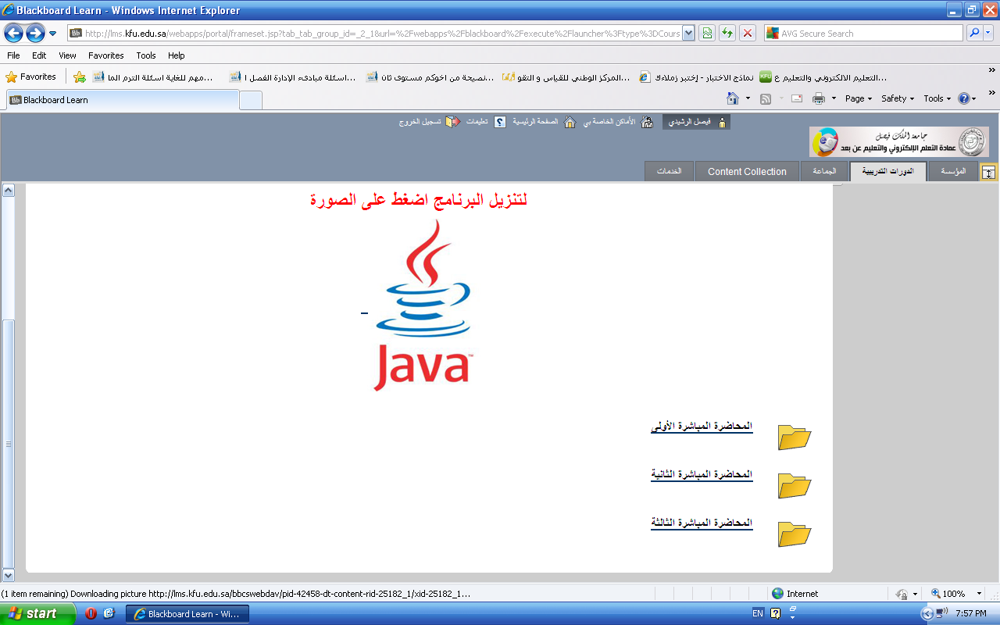 Blackboard Learn - Windows Internet Explorer
http://lms.kfu.edu.sa/webapps/portal/frameset.jsp?tab_tab_group_id=_2_1&url=%2Fwebapps%2Fblackboard%2Fexecute%2Flauncher%3Ftype%3DCours
AVG Secure Search
File Edit View Favorites Tools Help
Favorites
مهم للغاية اسئلة الترم الما...
اسئلة مبادىء الإدارة الفصل ا...
نصيحة من اخوكم مستوى ثان...
المركز الوطني للقياس و التقو...
نماذج الاختبار - إختبر زملاءك
التعليم الالكتروني والتعليم ع...
Blackboard Learn
Page Safety Tools
فيصل الرشيدي
الأماكن الخاصة بي
الصفحة الرئيسية
تعليمات
تسجيل الخروج
جامعة الملك فيصل
عمادة التعلم الإلكتروني والتعليم عن بعد
المؤسسة
الدورات التدريبية
الجماعة
Content Collection
الخدمات
لتنزيل البرنامج اضغط على الصورة
Java™
المحاضرة المباشرة الأولى
المحاضرة المباشرة الثانية
المحاضرة المباشرة الثالثة
(1 item remaining) Downloading picture http://lms.kfu.edu.sa/bbcswebdav/pid-42458-dt-content-rid-25182_1/xid-25182_1...
Internet
100%
start
Blackboard Learn - Wi...
EN
7:57 PM